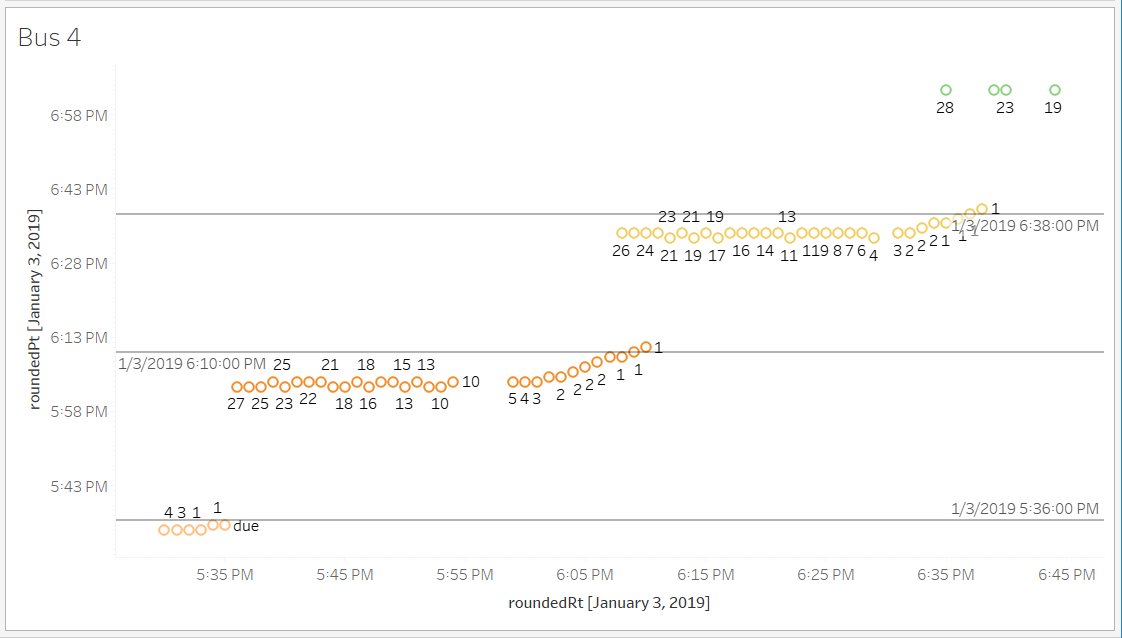 Bus 4
28 23 19
6:58 PM
6:43 PM
23 21 19 13 1
1/3/2019 6:38:00 PM
26 24 21 19 17 16 14 11 119 8 7 6 4 3 2 2 2 1 1 1
6:28 PM
6:13 PM
1
1/3/2019 6:10:00 PM 25 21 18 15 13
10
27 25 23 22 18 16 13 10 5 4 3 2 2 2 2 1 1
5:58 PM
5:43 PM
1/3/2019 5:36:00 PM
4 3 1 1
due
5:35 PM 5:45 PM 5:55 PM 6:05 PM 6:15 PM 6:25 PM 6:35 PM 6:45 PM
roundedRt [January 3, 2019]
roundedPt [January 3, 2019]